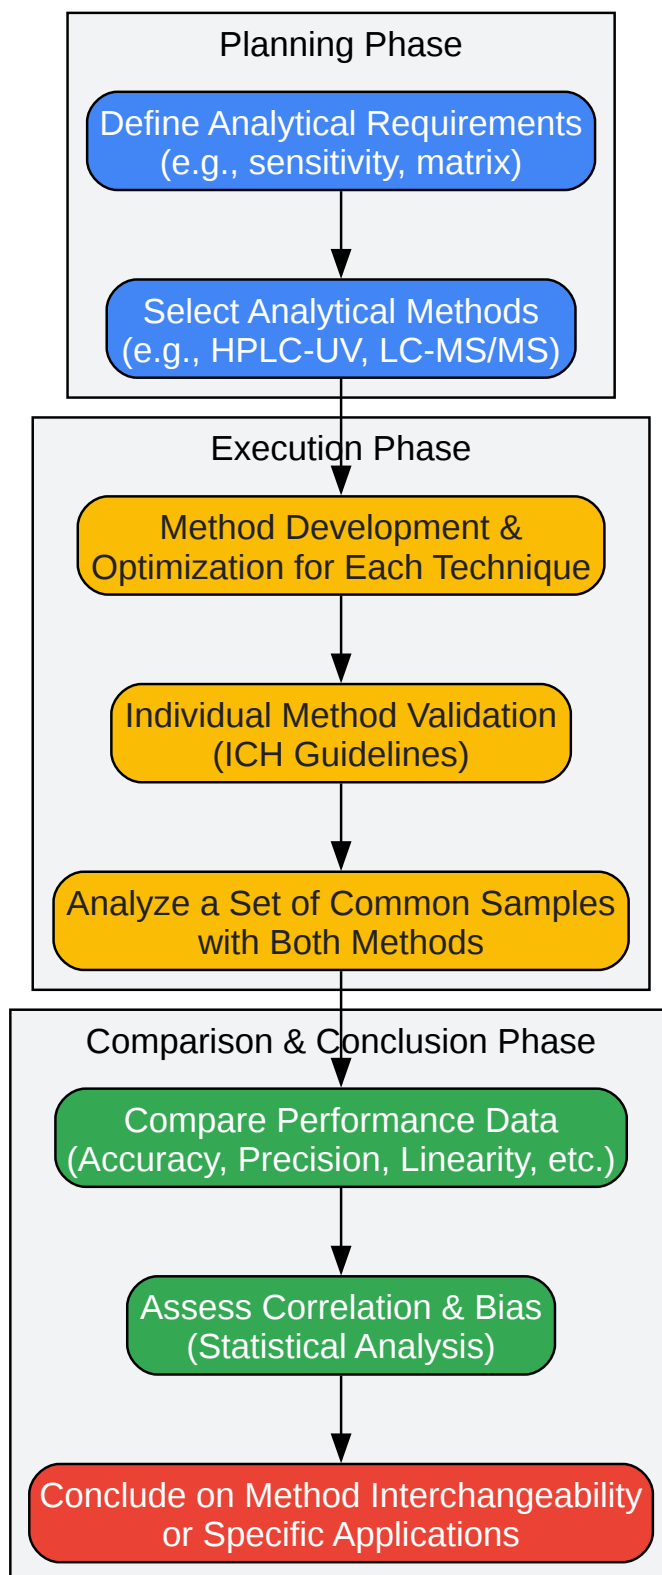 Planning Phase
Define Analytical Requirements
(e.g., sensitivity, matrix)
Select Analytical Methods
(e.g., HPLC-UV, LC-MS/MS)
Execution Phase
Method Development &
Optimization for Each Technique
Individual Method Validation
(ICH Guidelines)
Analyze a Set of Common Samples
with Both Methods
Comparison & Conclusion Phase
Compare Performance Data
(Accuracy, Precision, Linearity, etc.)
Assess Correlation & Bias
(Statistical Analysis)
Conclude on Method Interchangeability
or Specific Applications